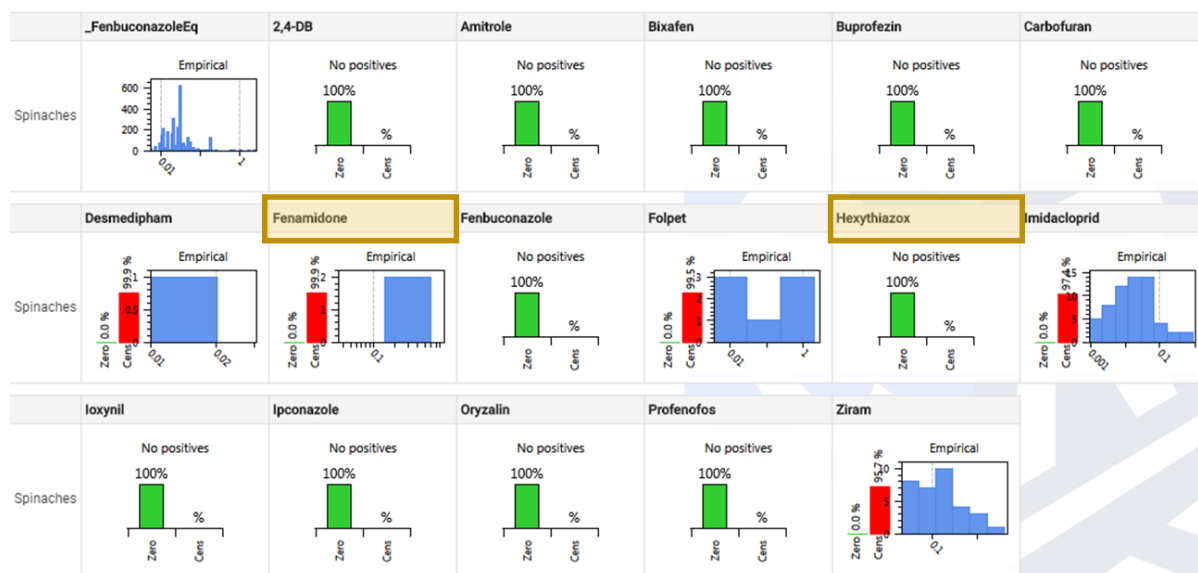 _FenbuconazoleEq 2,4-DB Amitrole Bixafen Buprofezin Carbofuran
Spinaches
Empirical No positives No positives No positives No positives No positives
600 400 200 0 0.01 1
100% % Zero Cens
100% % Zero Cens
100% % Zero Cens
100% % Zero Cens
100% % Zero Cens
Desmedipham Fenamidone Fenbuconazole Folpet Hexythiazox Imidacloprid
Spinaches
Empirical Empirical No positives Empirical No positives Empirical
0.0 % 99.9 % Zero Cens 1 0.5 0 0.01 0.02
0.0 % 99.9 % Zero Cens 2 1 0 0.1
100% % Zero Cens
0.0 % 99.5 % Zero Cens 3 2 1 0 0.01 1
100% % Zero Cens
0.0 % 97.4 % Zero Cens 15 10 5 0 0.001 0.1
Ioxynil Ipconazole Oryzalin Profenofos Ziram
Spinaches
No positives No positives No positives No positives Empirical
100% % Zero Cens
100% % Zero Cens
100% % Zero Cens
100% % Zero Cens
0.0 % 95.7 % Zero Cens 10 5 0 0.1